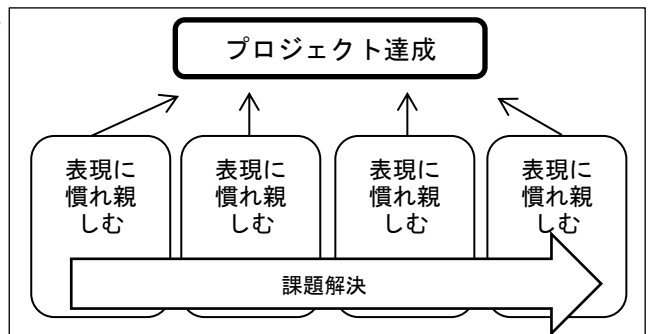 プロジェクト達成
表現に
慣れ親
しむ
表現に
慣れ親
しむ
表現に
慣れ親
しむ
表現に
慣れ親
しむ
課題解決